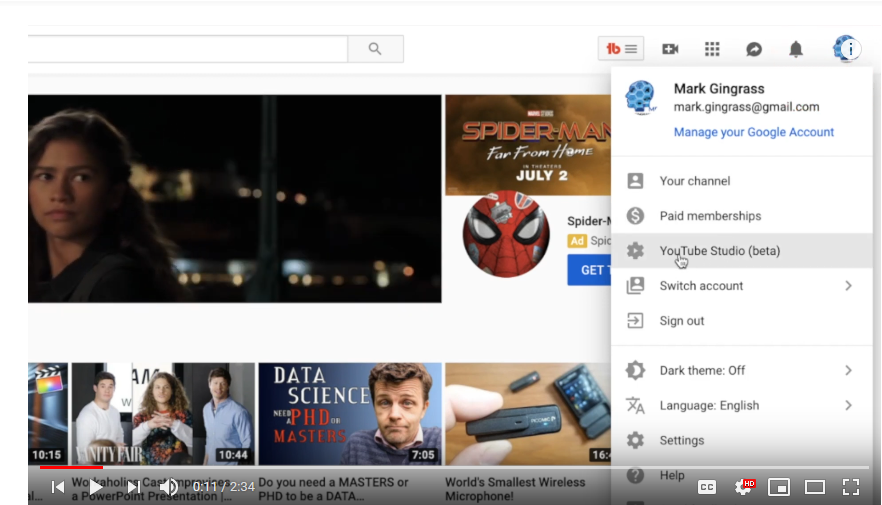 tb
i
Mark Gingrass
mark.gingrass@gmail.com
Manage your Google Account
MARVEL STUDIOS
SPIDER-MAN
Far From Home
IN THEATERS
JULY 2
Your channel
Paid memberships
Spider-M
Ad Spid
GET T
YouTube Studio (beta)
Switch account
Sign out
Dark theme: Off
Language: English
Settings
Help
10:15
VANITY FAIR
10:44
DATA
SCIENCE
NEED
A PHD OR
MASTERS
7:05
16:4
a PowerPoint Presentation |...
Do you need a MASTERS or
PHD to be a DATA...
World's Smallest Wireless
Microphone!
0:11 / 2:34
CC
HD